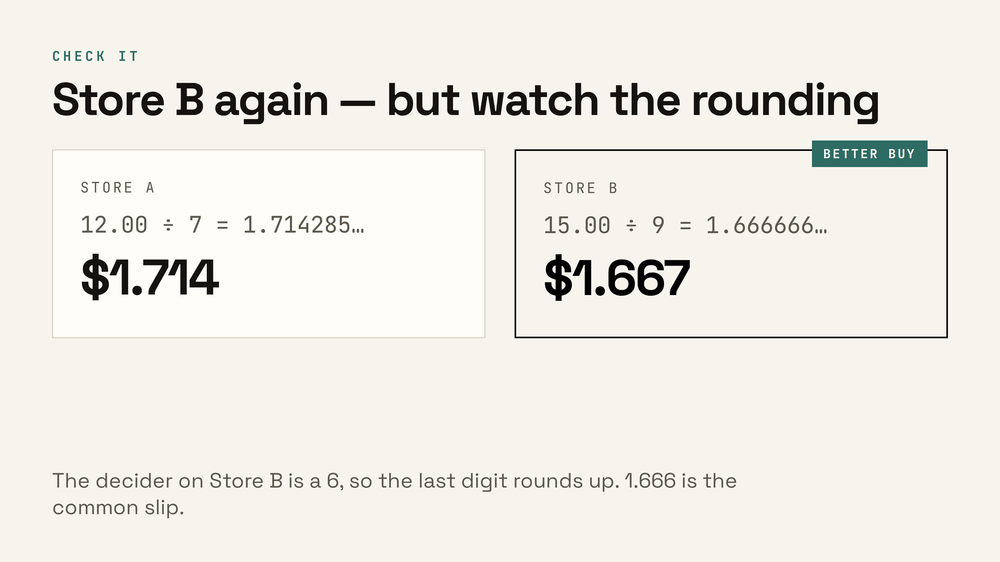 CHECK IT
Store B again — but watch the rounding
STORE A
12.00 ÷ 7 = 1.714285…
$1.714
BETTER BUY
STORE B
15.00 ÷ 9 = 1.666666…
$1.667
The decider on Store B is a 6, so the last digit rounds up. 1.666 is the
common slip.